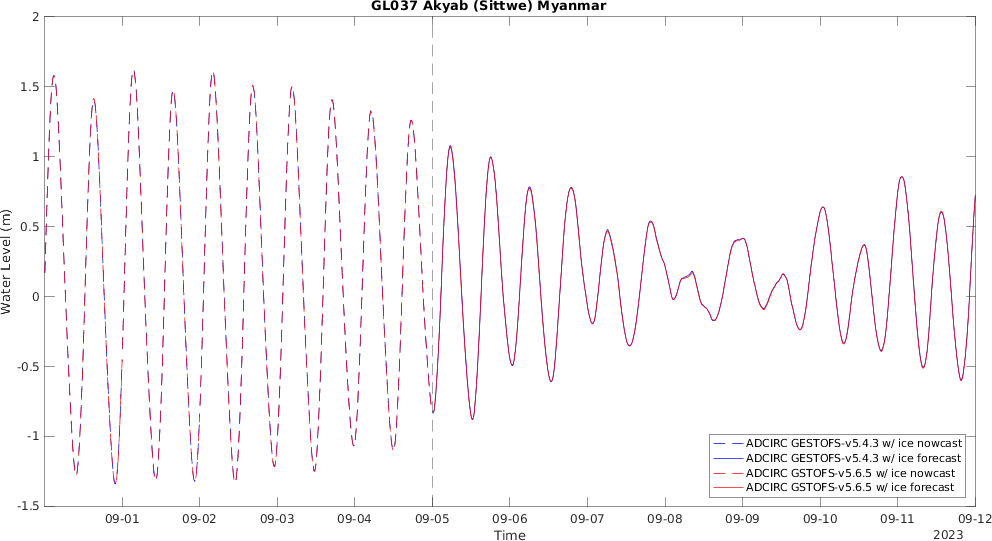 GL037 Akyab (Sittwe) Myanmar
2
1.5
1
0.5
0
-0.5
-1
-1.5
Water Level (m)
09-01 09-02 09-03 09-04 09-05 09-06 09-07 09-08 09-09 09-10 09-11 09-12
Time
2023
ADCIRC GESTOFS-v5.4.3 w/ ice nowcast
ADCIRC GESTOFS-v5.4.3 w/ ice forecast
ADCIRC GSTOFS-v5.6.5 w/ ice nowcast
ADCIRC GSTOFS-v5.6.5 w/ ice forecast